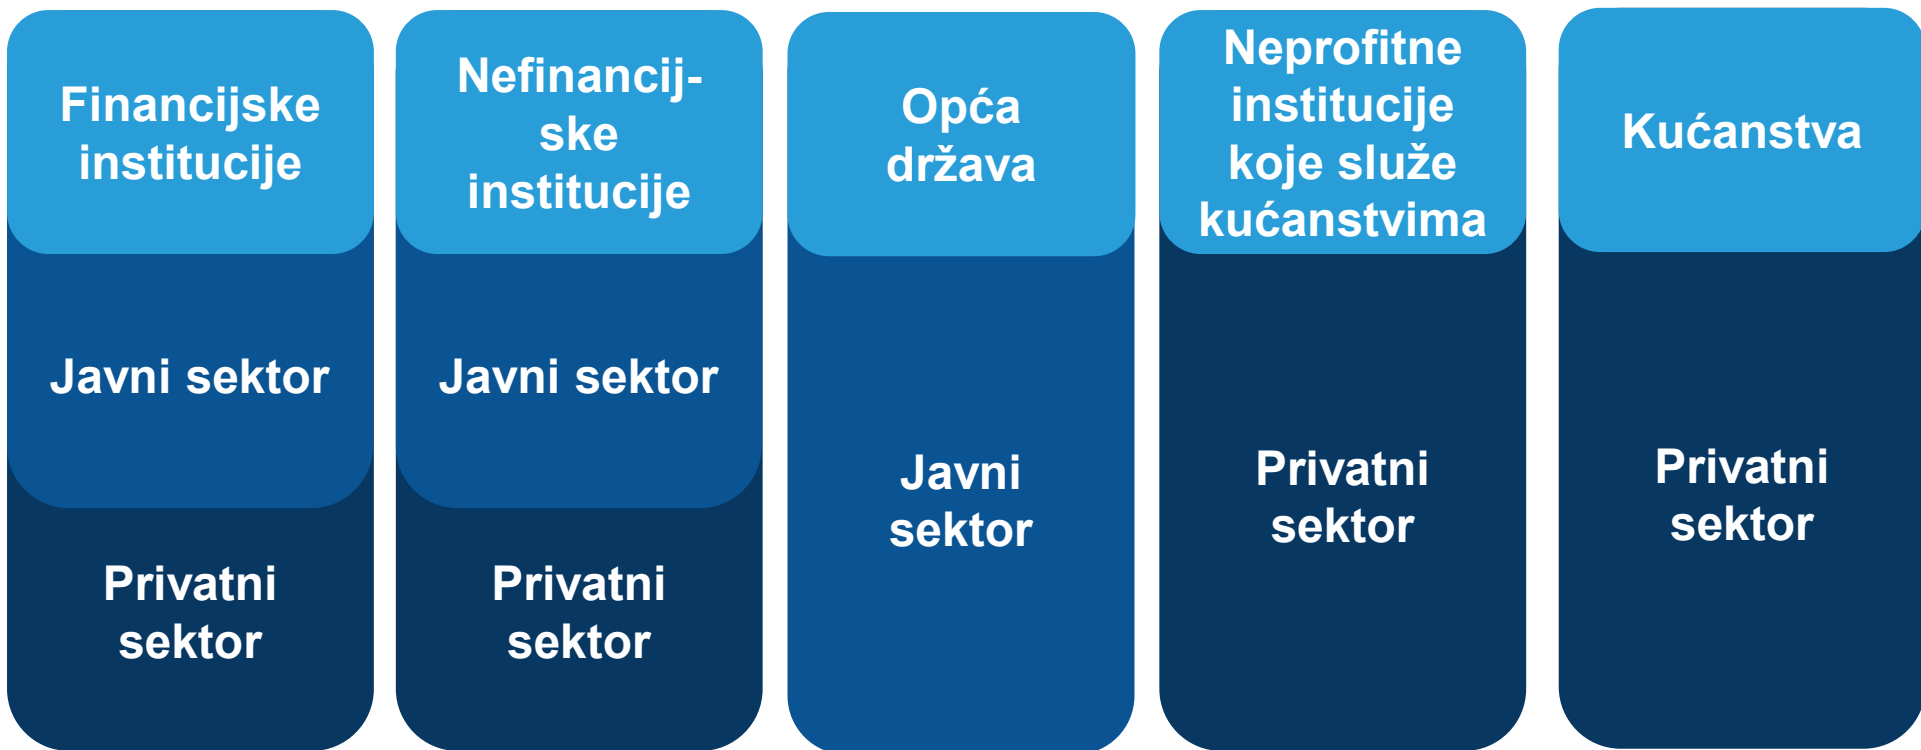 Financijske
institucije
Javni sektor
Privatni
sektor
Nefinancij-
ske
institucije
Javni sektor
Privatni
sektor
Opća
država
Javni
sektor
Neprofitne
institucije
koje služe
kućanstvima
Privatni
sektor
Kućanstva
Privatni
sektor